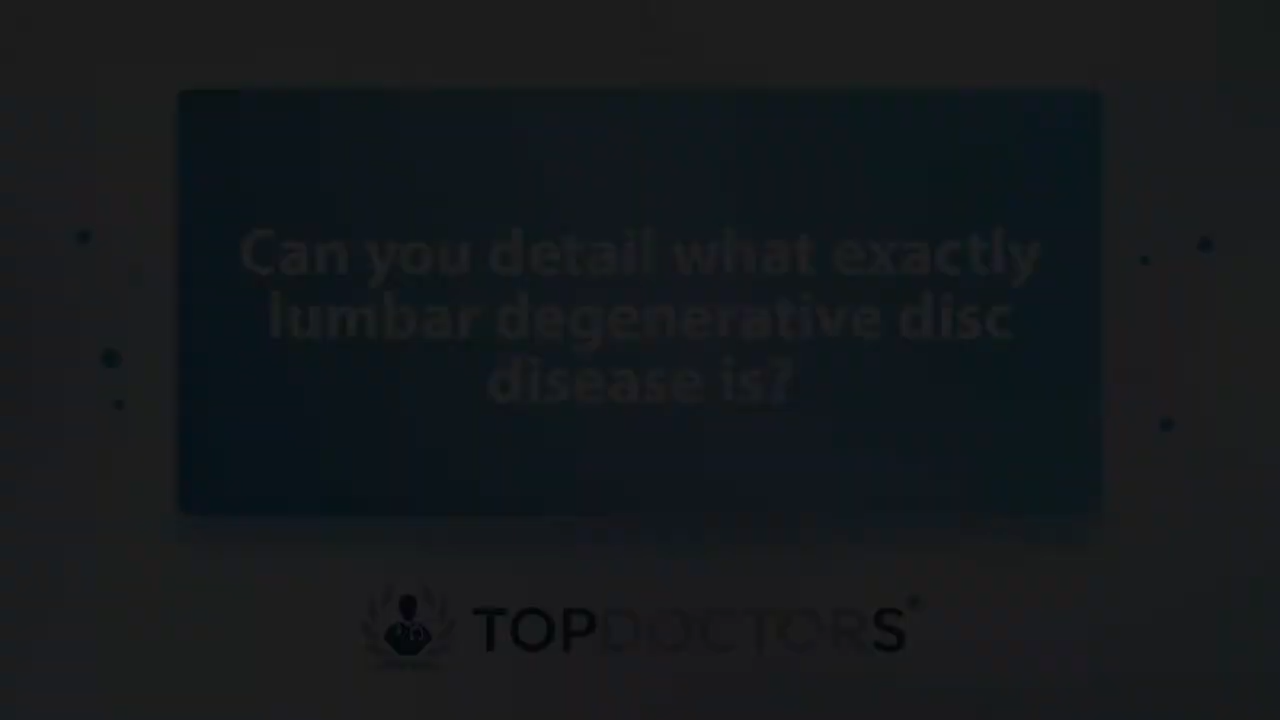 Can you detail what exactly
lumbar degenerative disc
disease is?
TOPDOCTORS®